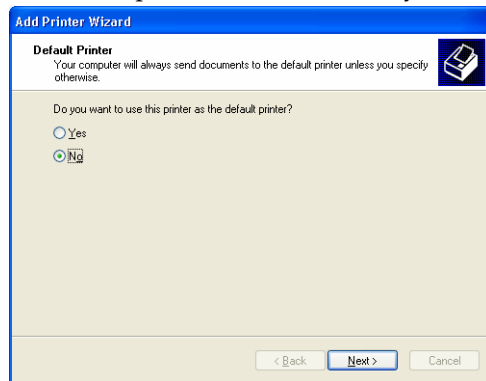 Add Printer Wizard
Default Printer
Your computer will always send documents to the default printer unless you specify
otherwise.
Do you want to use this printer as the default printer?
Yes
No
< Back
Next >
Cancel